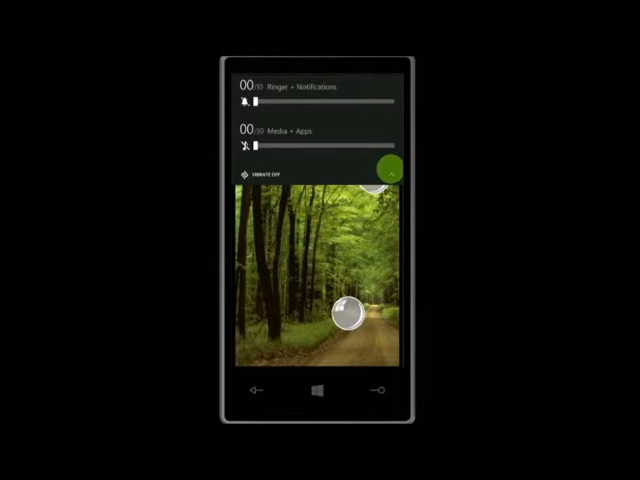 00/10 Ringer + Notifications
00/10 Media + Apps
VIBRATE OFF